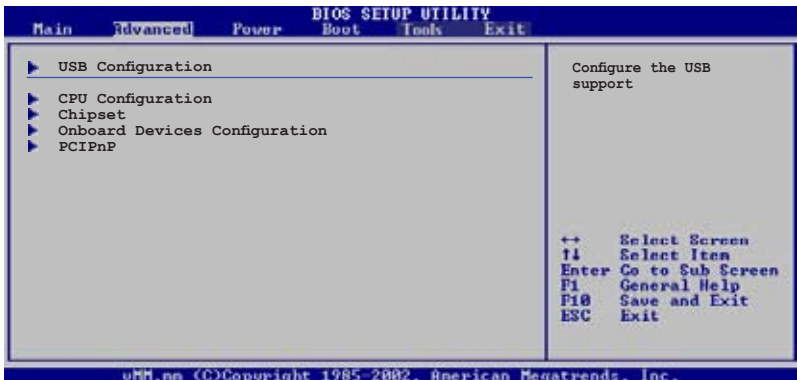 BIOS SETUP UTILITY
Main Advanced Power Boot Tools Exit
USB Configuration
CPU Configuration
Chipset
Onboard Devices Configuration
PCIPnP
Configure the USB
support
↔ Select Screen
↑↓ Select Item
Enter Go to Sub Screen
F1 General Help
F10 Save and Exit
ESC Exit
vMM.nn (C)Copyright 1985-2002, American Megatrends, Inc.